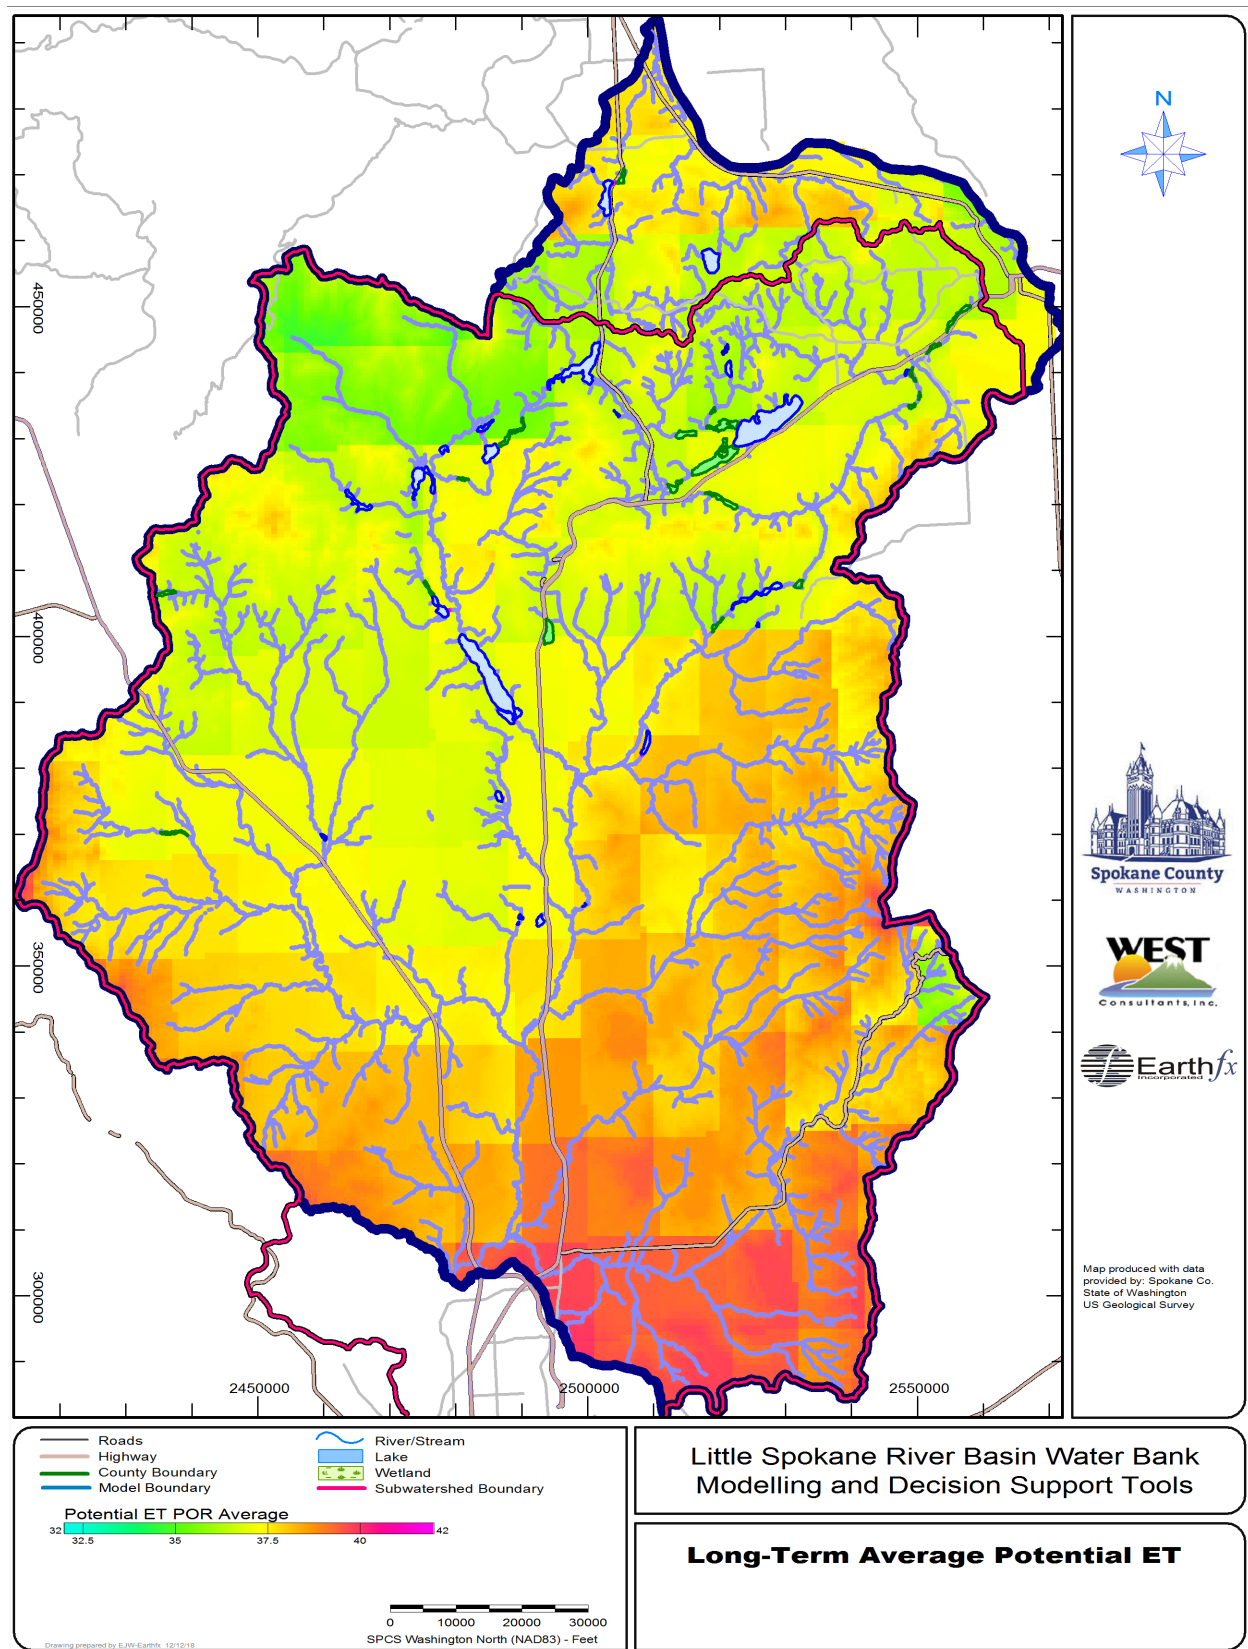 N
450000
400000
350000
300000
2450000
2500000
2550000
Spokane County
WASHINGTON
WEST
Consultants, Inc.
f Earthfx
Incorporated
Map produced with data
provided by: Spokane Co.
State of Washington
US Geological Survey
Roads
Highway
County Boundary
Model Boundary
River/Stream
Lake
Wetland
Subwatershed Boundary
Potential ET POR Average
32
42
32.5
35
37.5
40
0
10000
20000
30000
SPCS Washington North (NAD83) - Feet
Drawing prepared by EJW-Earthfx 12/12/18
Little Spokane River Basin Water Bank
Modelling and Decision Support Tools
Long-Term Average Potential ET